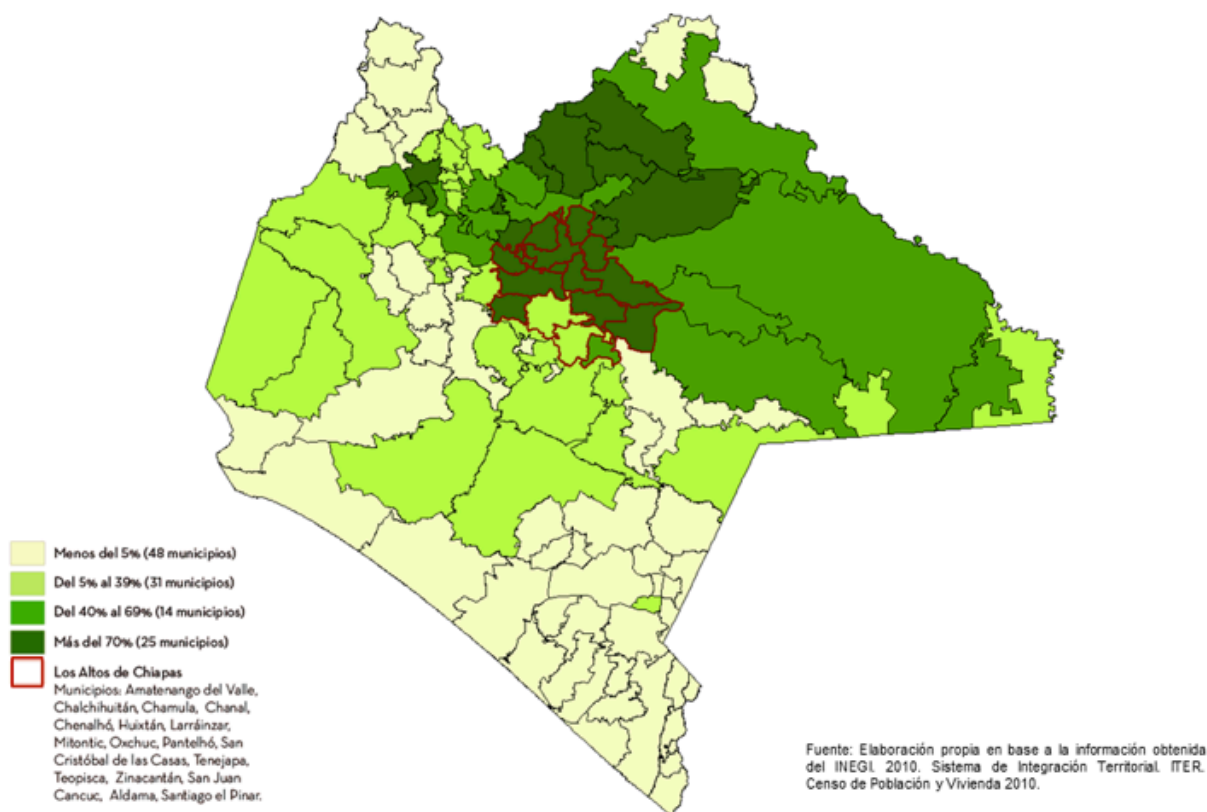 Menos del 5% (48 municipios)
Del 5% al 39% (31 municipios)
Del 40% al 69% (14 municipios)
Más del 70% (25 municipios)
Los Altos de Chiapas
Municipios: Amatenango del Valle,
Chalchihuitán, Chamula, Chanal,
Chenalhó, Huixtán, Larráinzar,
Mitontic, Oxchuc, Pantelhó, San
Cristóbal de las Casas, Tenejapa,
Teopisca, Zinacantán, San Juan
Cancuc, Aldama, Santiago el Pinar.
Fuente: Elaboración propia en base a la información obtenida
del INEGI. 2010. Sistema de Integración Territorial. ITER.
Censo de Población y Vivienda 2010.